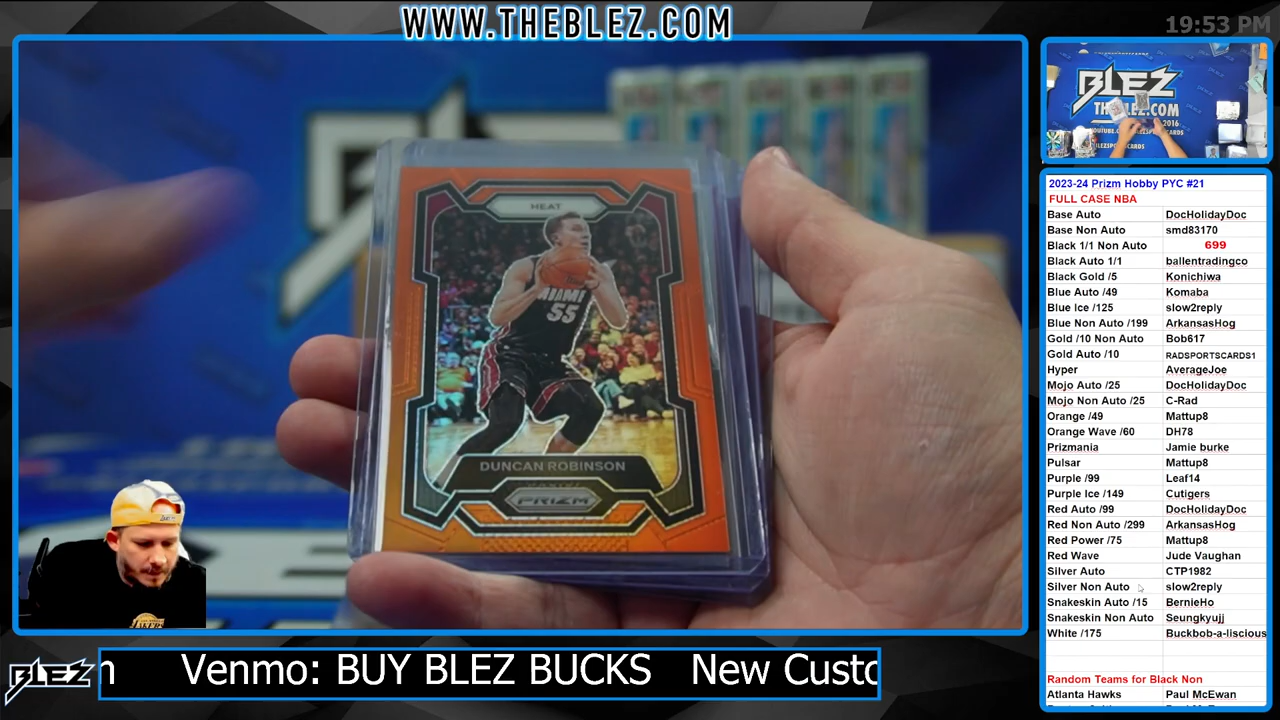 WWW.THEBLEZ.COM
19:53 PM
BLEZ
THEBLEZ.COM
2016
HEAT
MIAMI
55
DUNCAN ROBINSON
PRIZM
2023-24 Prizm Hobby PYC #21
FULL CASE NBA
Base Auto DocHolidayDoc
Base Non Auto smd83170
Black 1/1 Non Auto 699
Black Auto 1/1 ballentradingco
Black Gold /5 Konichiwa
Blue Auto /49 Komaba
Blue ice /125 slow2reply
Blue Non Auto /199 ArkansasHog
Gold /10 Non Auto Bob617
Gold Auto /10 RADSPORTSCARDS1
Hyper AverageJoe
Mojo Auto /25 DocHolidayDoc
Mojo Non Auto /25 C-Rad
Orange /49 Mattup8
Orange Wave /60 DH78
Prizmania Jamie burke
Pulsar Mattup8
Purple /99 Leaf14
Purple Ice /149 Cutigers
Red Auto /99 DocHolidayDoc
Red Non Auto /299 ArkansasHog
Red Power /75 Mattup8
Red Wave Jude Vaughan
Silver Auto CTP1982
Silver Non Auto slow2reply
Snakeskin Auto /15 BernieHo
Snakeskin Non Auto Seungkyujj
White /175 Buckbob-a-liscious
Random Teams for Black Non
Atlanta Hawks Paul McEwan
BLEZ
Venmo: BUY BLEZ BUCKS New Custo